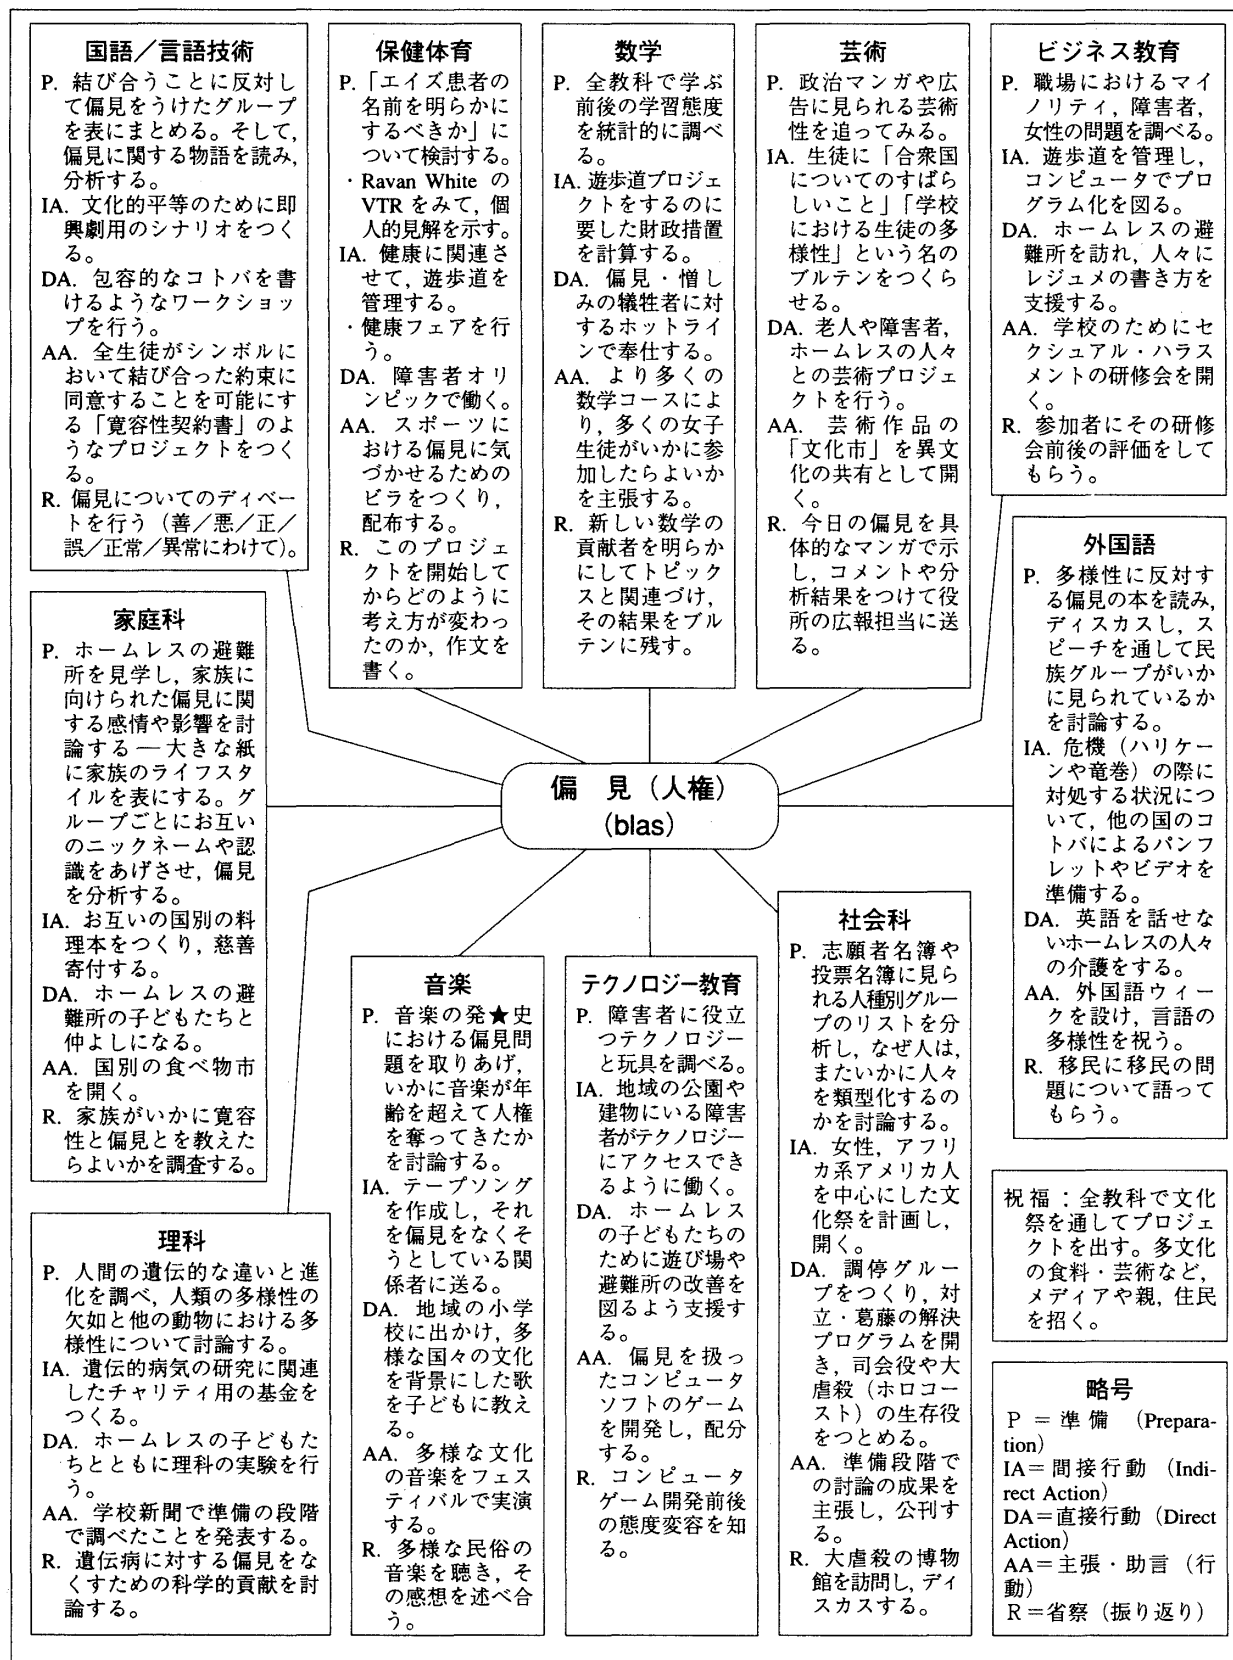 国語／言語技術
P. 結び合うことに反対し
て偏見をうけたグループ
を表にまとめる。そして,
偏見に関する物語を読み,
分析する。
IA. 文化的平等のために即
興劇用のシナリオをつく
る。
DA. 包容的なコトバを書
けるようなワークショッ
プを行う。
AA. 全生徒がシンボルに
おいて結び合った約束に
同意することを可能にす
る「寛容性契約書」のよ
うなプロジェクトをつく
る。
R. 偏見についてのディベー
トを行う（善／悪／正／
誤／正常／異常にわけて）。
保健体育
P.「エイズ患者の
名前を明らかに
するべきか」に
ついて検討する。
・Ravan White の
VTR をみて, 個
人的見解を示す。
IA. 健康に関連さ
せて, 遊歩道を
管理する。
・健康フェアを行
う。
DA. 障害者オリ
ンピックで働く。
AA. スポーツに
おける偏見に気
づかせるための
ビラをつくり,
配布する。
R. このプロジェ
クトを開始して
からどのように
考え方が変わっ
たのか, 作文を
書く。
数学
P. 全教科で学ぶ
前後の学習態度
を統計的に調べ
る。
IA. 遊歩道プロジェ
クトをするのに
要した財政措置
を計算する。
DA. 偏見・憎し
みの犠牲者に対
するホットライ
ンで奉仕する。
AA. より多くの
数学コースによ
り, 多くの女子
生徒がいかに参
加したらよいか
を主張する。
R. 新しい数学の
貢献者を明らか
にしてトピック
スと関連づけ,
その結果をブル
テンに残す。
芸術
P. 政治マンガや広
告に見られる芸術
性を追ってみる。
IA. 生徒に「合衆国
についてのすばら
しいこと」「学校
における生徒の多
様性」という名の
ブルテンをつくら
せる。
DA. 老人や障害者,
ホームレスの人々
との芸術プロジェ
クトを行う。
AA. 芸術作品の
「文化市」を異文
化の共有として開
く。
R. 今日の偏見を具
体的なマンガで示
し, コメントや分
析結果をつけて役
所の広報担当に送
る。
ビジネス教育
P. 職場におけるマイ
ノリティ, 障害者,
女性の問題を調べる。
IA. 遊歩道を管理し,
コンピュータでプロ
グラム化を図る。
DA. ホームレスの避
難所を訪れ, 人々に
レジュメの書き方を
支援する。
AA. 学校のためにセ
クシュアル・ハラス
メントの研修会を開
く。
R. 参加者にその研修
会前後の評価をして
もらう。
外国語
P. 多様性に反対す
る偏見の本を読み,
ディスカスし, ス
ピーチを通して民
族グループがいか
に見られているか
を討論する。
IA. 危機（ハリケー
ンや竜巻）の際に
対処する状況につ
いて, 他の国のコ
トバによるパンフ
レットやビデオを
準備する。
DA. 英語を話せな
いホームレスの人々
の介護をする。
AA. 外国語ウィー
クを設け, 言語の
多様性を祝う。
R. 移民に移民の問
題について語って
もらう。
家庭科
P. ホームレスの避難
所を見学し, 家族に
向けられた偏見に関
する感情や影響を討
論する ― 大きな紙
に家族のライフスタ
イルを表にする。グ
ループごとにお互い
のニックネームや認
識をあげさせ, 偏見
を分析する。
IA. お互いの国別の料
理本をつくり, 慈善
寄付する。
DA. ホームレスの避
難所の子どもたちと
仲よしになる。
AA. 国別の食べ物市
を開く。
R. 家族がいかに寛容
性と偏見とを教えた
らよいかを調査する。
偏 見（人権）
(blas)
理科
P. 人間の遺伝的な違いと進
化を調べ, 人類の多様性の
欠如と他の動物における多
様性について討論する。
IA. 遺伝的病気の研究に関連
したチャリティ用の基金を
つくる。
DA. ホームレスの子どもた
ちとともに理科の実験を行
う。
AA. 学校新聞で準備の段階
で調べたことを発表する。
R. 遺伝病に対する偏見をな
くすための科学的貢献を討
論する。
音楽
P. 音楽の発★史
における偏見問
題を取りあげ,
いかに音楽が年
齢を超えて人権
を奪ってきたか
を討論する。
IA. テープソング
を作成し, それ
を偏見をなくそ
うとしている関
係者に送る。
DA. 地域の小学
校に出かけ, 多
様な国々の文化
を背景にした歌
を子どもに教え
る。
AA. 多様な文化
の音楽をフェス
ティバルで実演
する。
R. 多様な民俗の
音楽を聴き, そ
の感想を述べ合
う。
テクノロジー教育
P. 障害者に役立
つテクノロジー
と玩具を調べる。
IA. 地域の公園や
建物にいる障害
者がテクノロジー
にアクセスでき
るように働く。
DA. ホームレス
の子どもたちの
ために遊び場や
避難所の改善を
図るよう支援す
る。
AA. 偏見を扱っ
たコンピュータ
ソフトのゲーム
を開発し, 配分
する。
R. コンピュータ
ゲーム開発前後
の態度変容を知
る。
社会科
P. 志願者名簿や
投票名簿に見ら
れる人種別グルー
プのリストを分
析し, なぜ人は,
またいかに人々
を類型化するの
かを討論する。
IA. 女性, アフリ
カ系アメリカ人
を中心にした文
化祭を計画し,
開く。
DA. 調停グルー
プをつくり, 対
立・葛藤の解決
プログラムを開
き, 司会役や大
虐殺（ホロコー
スト）の生存役
をつとめる。
AA. 準備段階で
の討論の成果を
主張し, 公刊す
る。
R. 大虐殺の博物
館を訪問し, ディ
スカスする。
祝福：全教科で文化
祭を通してプロジェ
クトを出す。多文化
の食料・芸術など,
メディアや親, 住民
を招く。
略号
P ＝準備 (Prepara-
tion)
IA＝間接行動 (Indi-
rect Action)
DA＝直接行動 (Direct
Action)
AA＝主張・助言（行
動）
R ＝省察（振り返り）